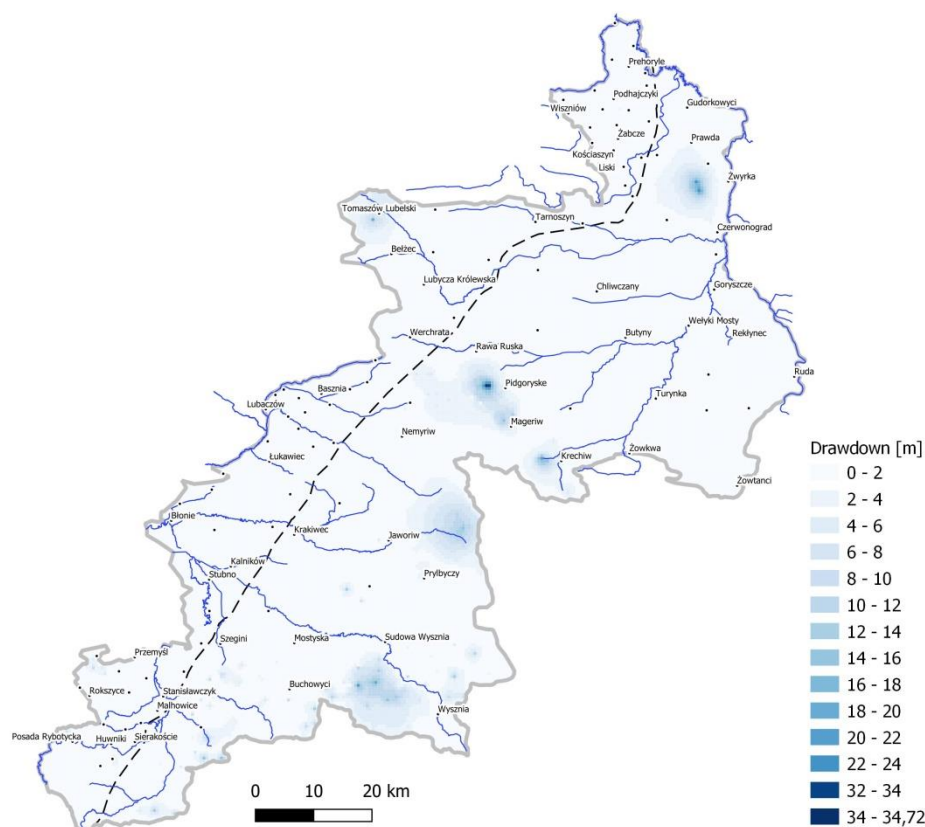 Prehoryle
Podhajczyki
Gudorkowyci
Wiszniów
Żabcze
Prawda
Kościaszyn
Liski
Żwyrka
Tomaszów Lubelski
Tarnoszyn
Czerwonograd
Bełżec
Lubycza Królewska
Chliwczany
Goryszcze
Wełyki Mosty
Werchrata
Butyny
Rekłynec
Rawa Ruska
Ruda
Basznia
Pidgoryske
Turynka
Lubaczów
Mageriw
Nemyriw
Drawdown [m]
Żowkwa
Łukawiec
Krechiw
0 - 2
Żowtanci
2 - 4
Błonie
4 - 6
Krakiwec
Jaworiw
6 - 8
Kalników
Stubno
Prylbyczy
8 - 10
10 - 12
12 - 14
Szegini
Mostyska
Sudowa Wysznia
14 - 16
Przemyśl
16 - 18
Rokszyce
Stanisławczyk
Buchowyci
Malhowice
18 - 20
Wysznia
Posada Rybotycka
Huwniki
Sierakośce
20 - 22
22 - 24
0 10 20 km
32 - 34
34 - 34,72